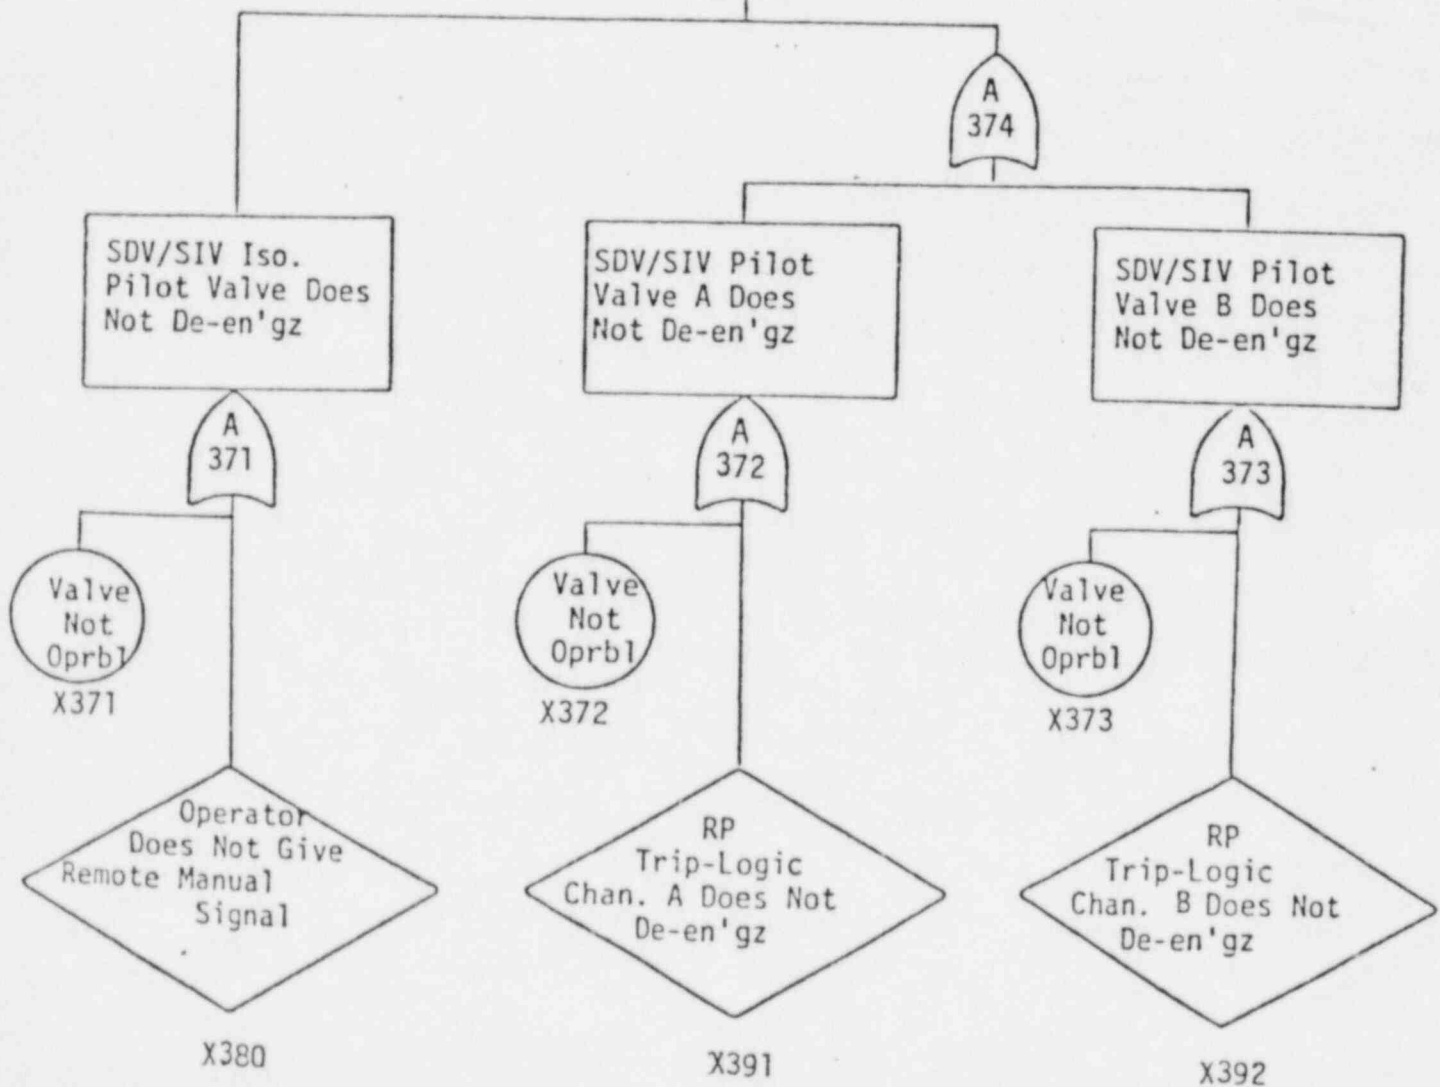 A
374
SDV/SIV Iso.
Pilot Valve Does
Not De-en'gz
SDV/SIV Pilot
Valve A Does
Not De-en'gz
SDV/SIV Pilot
Valve B Does
Not De-en'gz
A
371
A
372
A
373
Valve
Not
Oprbl
X371
Valve
Not
Oprbl
X372
Valve
Not
Oprbl
X373
Operator
Does Not Give
Remote Manual
Signal
X380
RP
Trip-Logic
Chan. A Does Not
De-en'gz
X391
RP
Trip-Logic
Chan. B Does Not
De-en'gz
X392